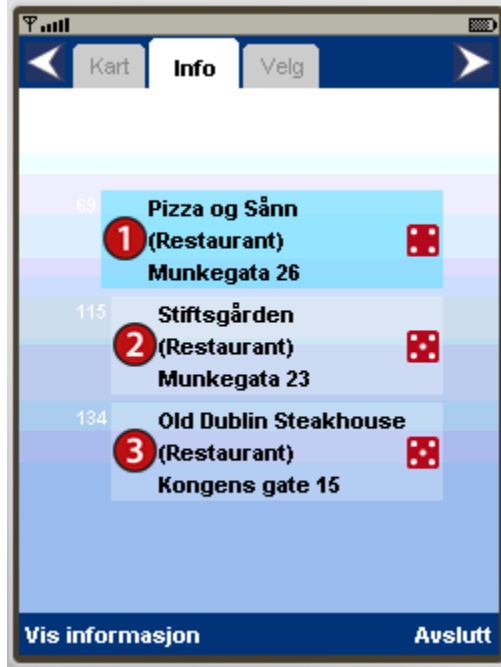 Kart Info Velg
69
Pizza og Sånn
1 (Restaurant)
Munkegata 26
115
Stiftsgården
2 (Restaurant)
Munkegata 23
134
Old Dublin Steakhouse
3 (Restaurant)
Kongens gate 15
Vis informasjon Avslutt